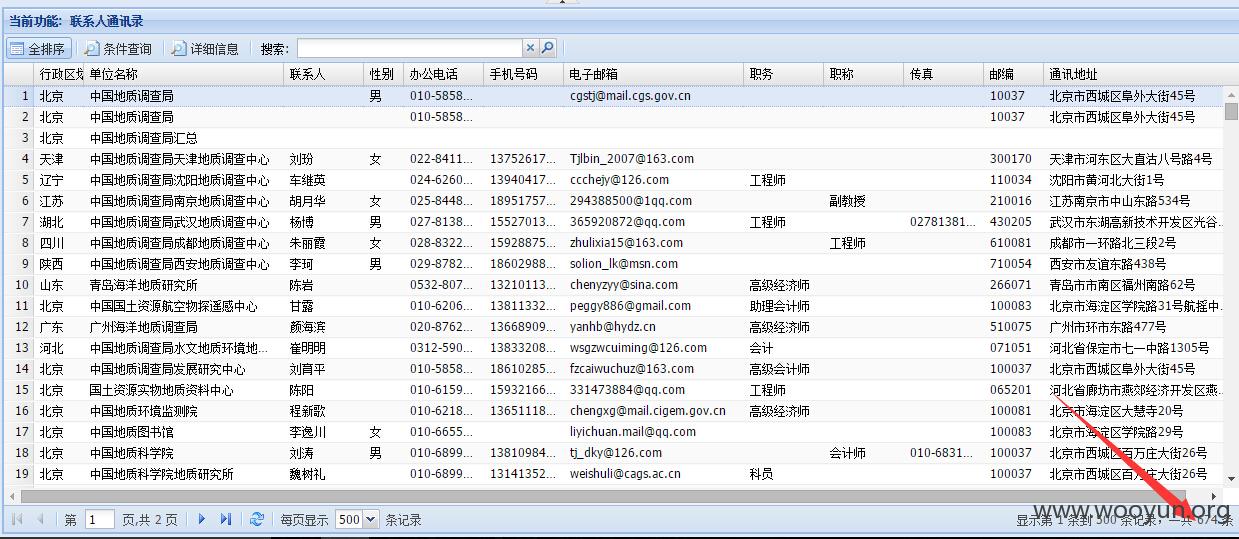 当前功能: 联系人通讯录
全排序 条件查询 详细信息 搜索:
行政区划 单位名称 联系人 性别 办公电话 手机号码 电子邮箱 职务 职称 传真 邮编 通讯地址
1 北京 中国地质调查局 男 010-5858... cgstj@mail.cgs.gov.cn 10037 北京市西城区阜外大街45号
2 北京 中国地质调查局 010-5858... 10037 北京市西城区阜外大街45号
3 北京 中国地质调查局汇总
4 天津 中国地质调查局天津地质调查中心 刘玢 女 022-8411... 13752617... Tjlbin_2007@163.com 300170 天津市河东区大直沽八号路4号
5 辽宁 中国地质调查局沈阳地质调查中心 车继英 024-6260... 13940417... ccchejy@126.com 工程师 110034 沈阳市黄河北大街1号
6 江苏 中国地质调查局南京地质调查中心 胡月华 女 025-8448... 18951757... 294388500@1qq.com 副教授 210016 江苏南京市中山东路534号
7 湖北 中国地质调查局武汉地质调查中心 杨博 男 027-8138... 15527013... 365920872@qq.com 工程师 02781381... 430205 武汉市东湖高新技术开发区光谷...
8 四川 中国地质调查局成都地质调查中心 朱丽霞 女 028-8322... 15928875... zhulixia15@163.com 工程师 610081 成都市一环路北三段2号
9 陕西 中国地质调查局西安地质调查中心 李珂 男 029-8782... 18602988... solion_lk@msn.com 710054 西安市友谊东路438号
10 山东 青岛海洋地质研究所 陈岩 0532-807... 13210113... chenyzyy@sina.com 高级经济师 266071 青岛市市南区福州南路62号
11 北京 中国国土资源航空物探遥感中心 甘露 010-6206... 13811332... peggy886@gmail.com 助理会计师 100083 北京市海淀区学院路31号航摇中...
12 广东 广州海洋地质调查局 颜海滨 020-8762... 13668909... yanhb@hydz.cn 高级经济师 510075 广州市环市东路477号
13 河北 中国地质调查局水文地质环境地... 崔明明 0312-590... 13833208... wsgzwcuiming@126.com 会计 071051 河北省保定市七一中路1305号
14 北京 中国地质调查局发展研究中心 刘育平 010-5858... 18610285... fzcaiwuchuz@163.com 高级会计师 100037 北京市西城区阜外大街45号
15 北京 国土资源实物地质资料中心 陈阳 010-6159... 15932166... 331473884@qq.com 工程师 065201 河北省廊坊市燕郊经济开发区燕...
16 北京 中国地质环境监测院 程新歌 010-6218... 13651118... chengxg@mail.cigem.gov.cn 高级经济师 100081 北京市海淀区大慧寺20号
17 北京 中国地质图书馆 李逸川 女 010-6655... liyichuan.mail@qq.com 100083 北京市海淀区学院路29号
18 北京 中国地质科学院 刘涛 男 010-6899... 13810984... tj_dky@126.com 会计师 010-6831... 100037 北京市西城区百万庄大街26号
19 北京 中国地质科学院地质研究所 魏树礼 010-6899... 13141352... weishuli@cags.ac.cn 科员 100037 北京市西城区百万庄大街26号
第 1 页,共 2 页 每页显示 500 条记录 显示第 1 条到 500 条记录，一共 674 条
www.wooyun.org